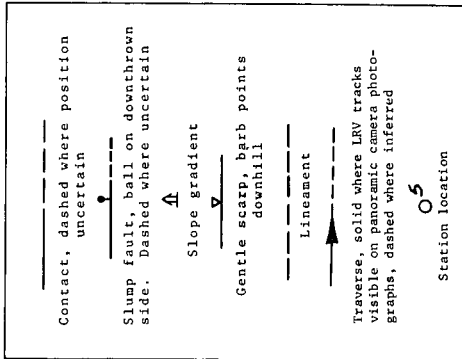 Contact, dashed where position
uncertain
Slump fault, ball on downthrown
side. Dashed where uncertain
Slope gradient
Gentle scarp, barb points
downhill
Lineament
Traverse, solid where LRV tracks
visible on panoramic camera photo-
graphs, dashed where inferred
5
Station location